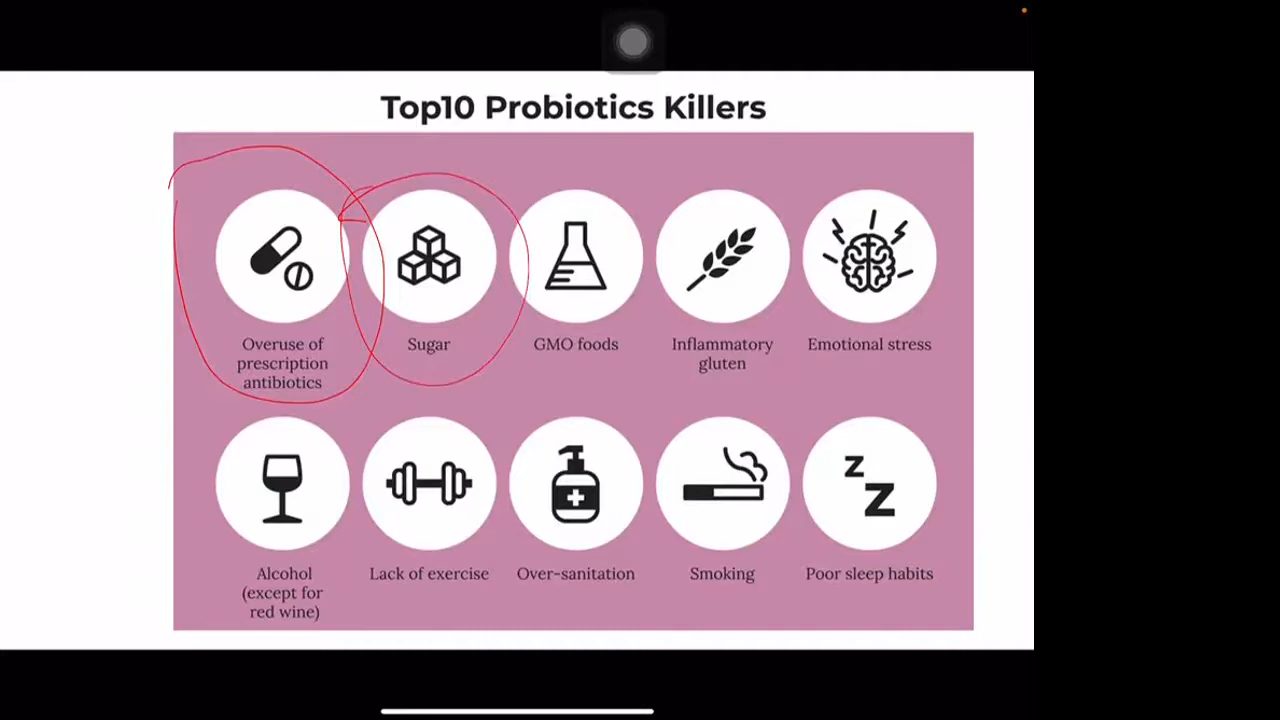 Top10 Probiotics Killers
Overuse of
prescription
antibiotics
Sugar
GMO foods
Inflammatory
gluten
Emotional stress
Alcohol
(except for
red wine)
Lack of exercise
Over-sanitation
Smoking
z
z
Poor sleep habits